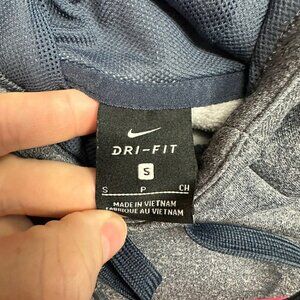 DRI-FIT
S
S P CH
MADE IN VIETNAM
FABRIQUE AU VIETNAM